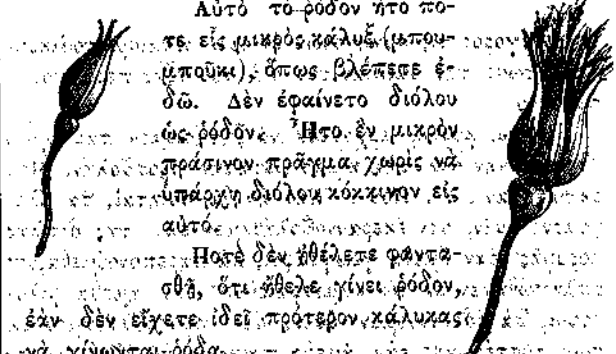 Αὐτὸ τὸ ῥόδον ἦτο πο-
τε εἷς μικρὸς κάλυξ (μπου-
μποῦκι), ὅπως βλέπετε ἐ-
δῶ. Δὲν ἐφαίνετο διόλου
ὡς ῥόδον. Ἦτο ἓν μικρὸν
πράσινον πρᾶγμα χωρὶς νὰ
ὑπάρχῃ διόλου κόκκινον εἰς
αὐτό.
Ποτὲ δὲν ἠθέλετε φαντα-
σθῆ, ὅτι ἤθελε γίνει ῥόδον,
ἐὰν δὲν εἴχετε ἰδεῖ πρότερον κάλυκας
νὰ γίνωνται ῥόδα